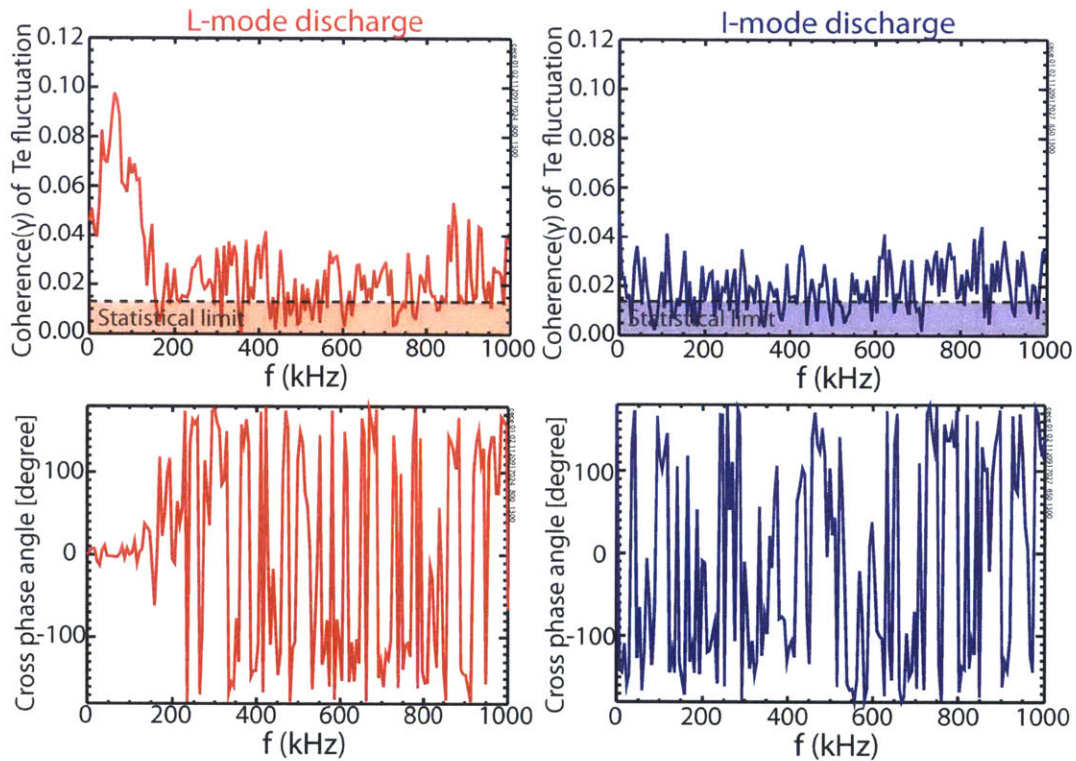 L-mode discharge
I-mode discharge
Coherence(γ) of Te fluctuation
0.12
0.10
0.08
0.06
0.04
0.02
0.00
Statistical limit
0 200 400 600 800 1000
f (kHz)
Coherence(γ) of Te fluctuation
0.12
0.10
0.08
0.06
0.04
0.02
0.00
Statistical limit
0 200 400 600 800 1000
f (kHz)
Cross phase angle [degree]
100
0
-100
0 200 400 600 800 1000
f (kHz)
Cross phase angle [degree]
100
0
-100
0 200 400 600 800 1000
f (kHz)